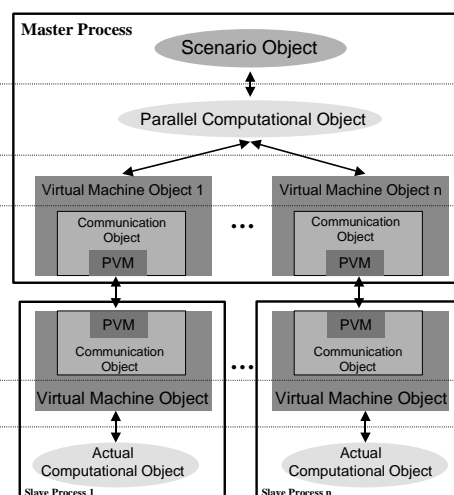 Master Process
Scenario Object
Parallel Computational Object
Virtual Machine Object 1
Communication
Object
PVM
...
Virtual Machine Object n
Communication
Object
PVM
PVM
Communication
Object
Virtual Machine Object
Actual
Computational Object
Slave Process 1
...
PVM
Communication
Object
Virtual Machine Object
Actual
Computational Object
Slave Process n